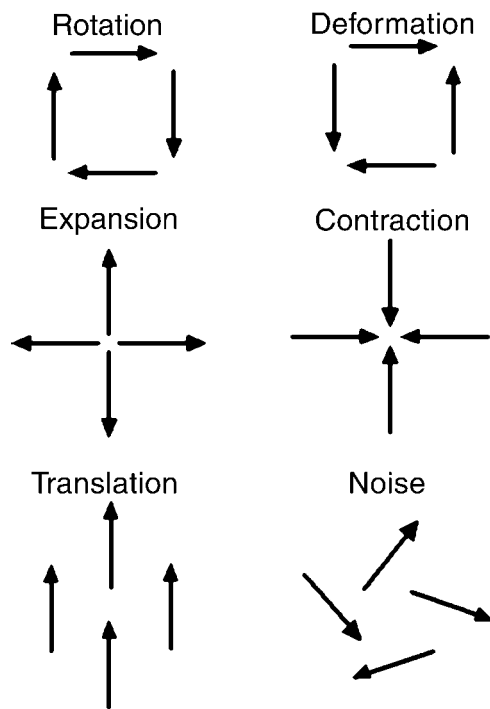 Rotation
Deformation
Expansion
Contraction
Translation
Noise